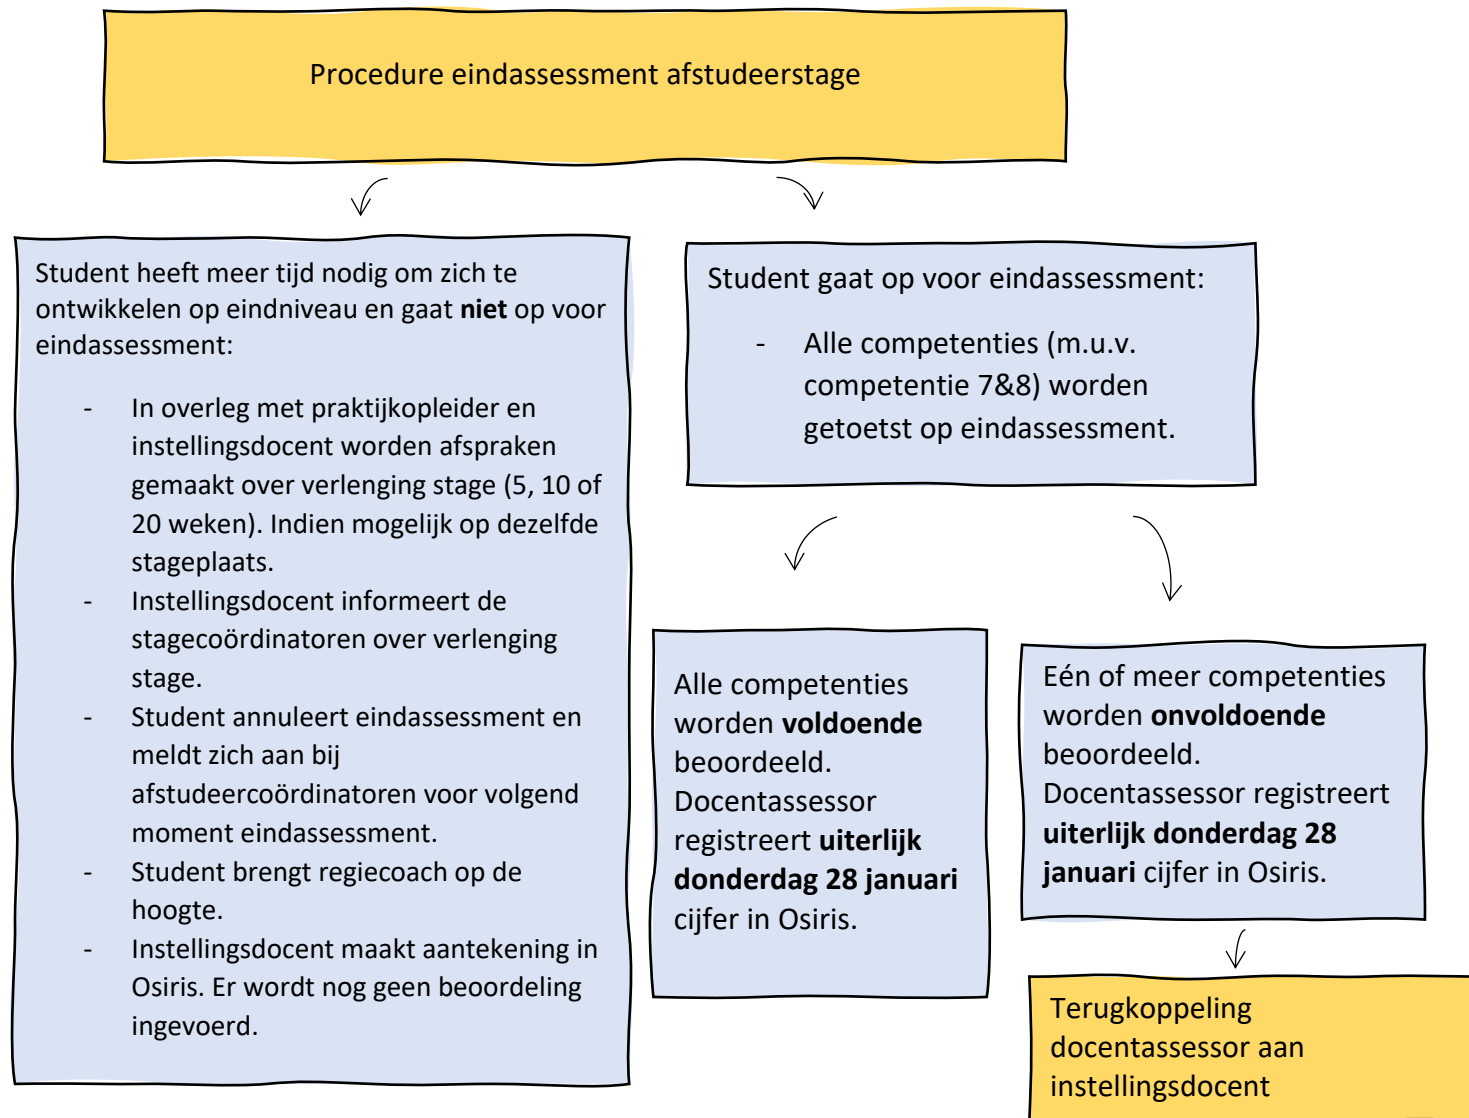 Procedure eindassessment afstudeerstage
Student heeft meer tijd nodig om zich te
ontwikkelen op eindniveau en gaat niet op voor
eindassessment:
- In overleg met praktijkopleider en
instellingsdocent worden afspraken
gemaakt over verlenging stage (5, 10 of
20 weken). Indien mogelijk op dezelfde
stageplaats.
- Instellingsdocent informeert de
stagecoördinatoren over verlenging
stage.
- Student annuleert eindassessment en
meldt zich aan bij
afstudeercoördinatoren voor volgend
moment eindassessment.
- Student brengt regiecoach op de
hoogte.
- Instellingsdocent maakt aantekening in
Osiris. Er wordt nog geen beoordeling
ingevoerd.
Student gaat op voor eindassessment:
- Alle competenties (m.u.v.
competentie 7&8) worden
getoetst op eindassessment.
Alle competenties
worden voldoende
beoordeeld.
Docentassessor
registreert uiterlijk
donderdag 28 januari
cijfer in Osiris.
Eén of meer competenties
worden onvoldoende
beoordeeld.
Docentassessor registreert
uiterlijk donderdag 28
januari cijfer in Osiris.
Terugkoppeling
docentassessor aan
instellingsdocent